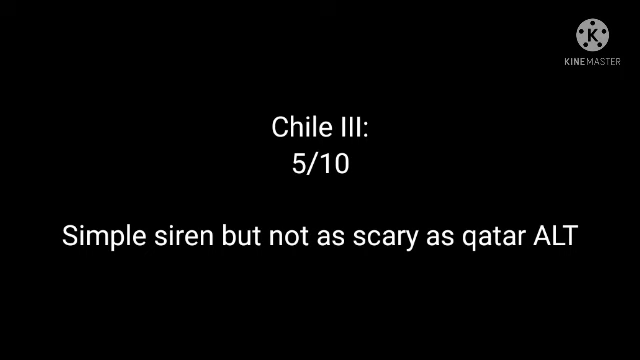 KINEMASTER
Chile III:
5/10
Simple siren but not as scary as qatar ALT